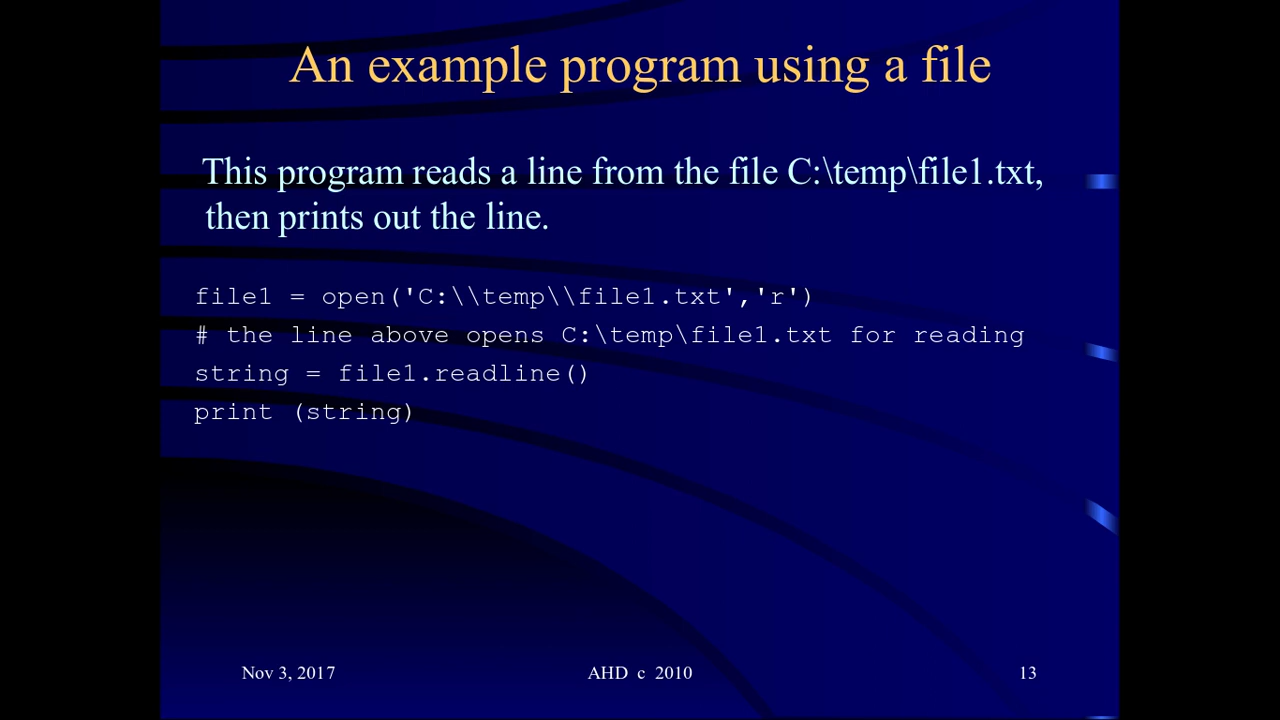 An example program using a file
This program reads a line from the file C:\temp\file1.txt,
then prints out the line.
file1 = open('C:\\temp\\file1.txt','r')
# the line above opens C:\temp\file1.txt for reading
string = file1.readline()
print (string)
Nov 3, 2017
AHD c 2010
13